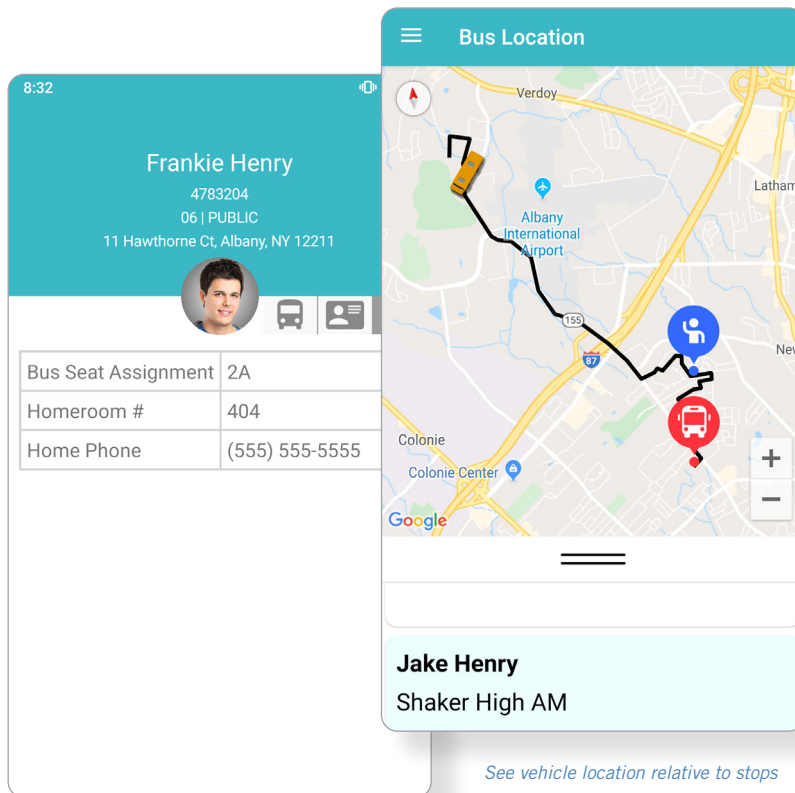 8:32
Frankie Henry
4783204
06 | PUBLIC
11 Hawthorne Ct, Albany, NY 12211
Bus Seat Assignment 2A
Homeroom # 404
Home Phone (555) 555-5555
Bus Location
Verdoy
Latham
Albany
International
Airport
155
87
New
Colonie
Colonie Center
Google
+
−
Jake Henry
Shaker High AM
See vehicle location relative to stops